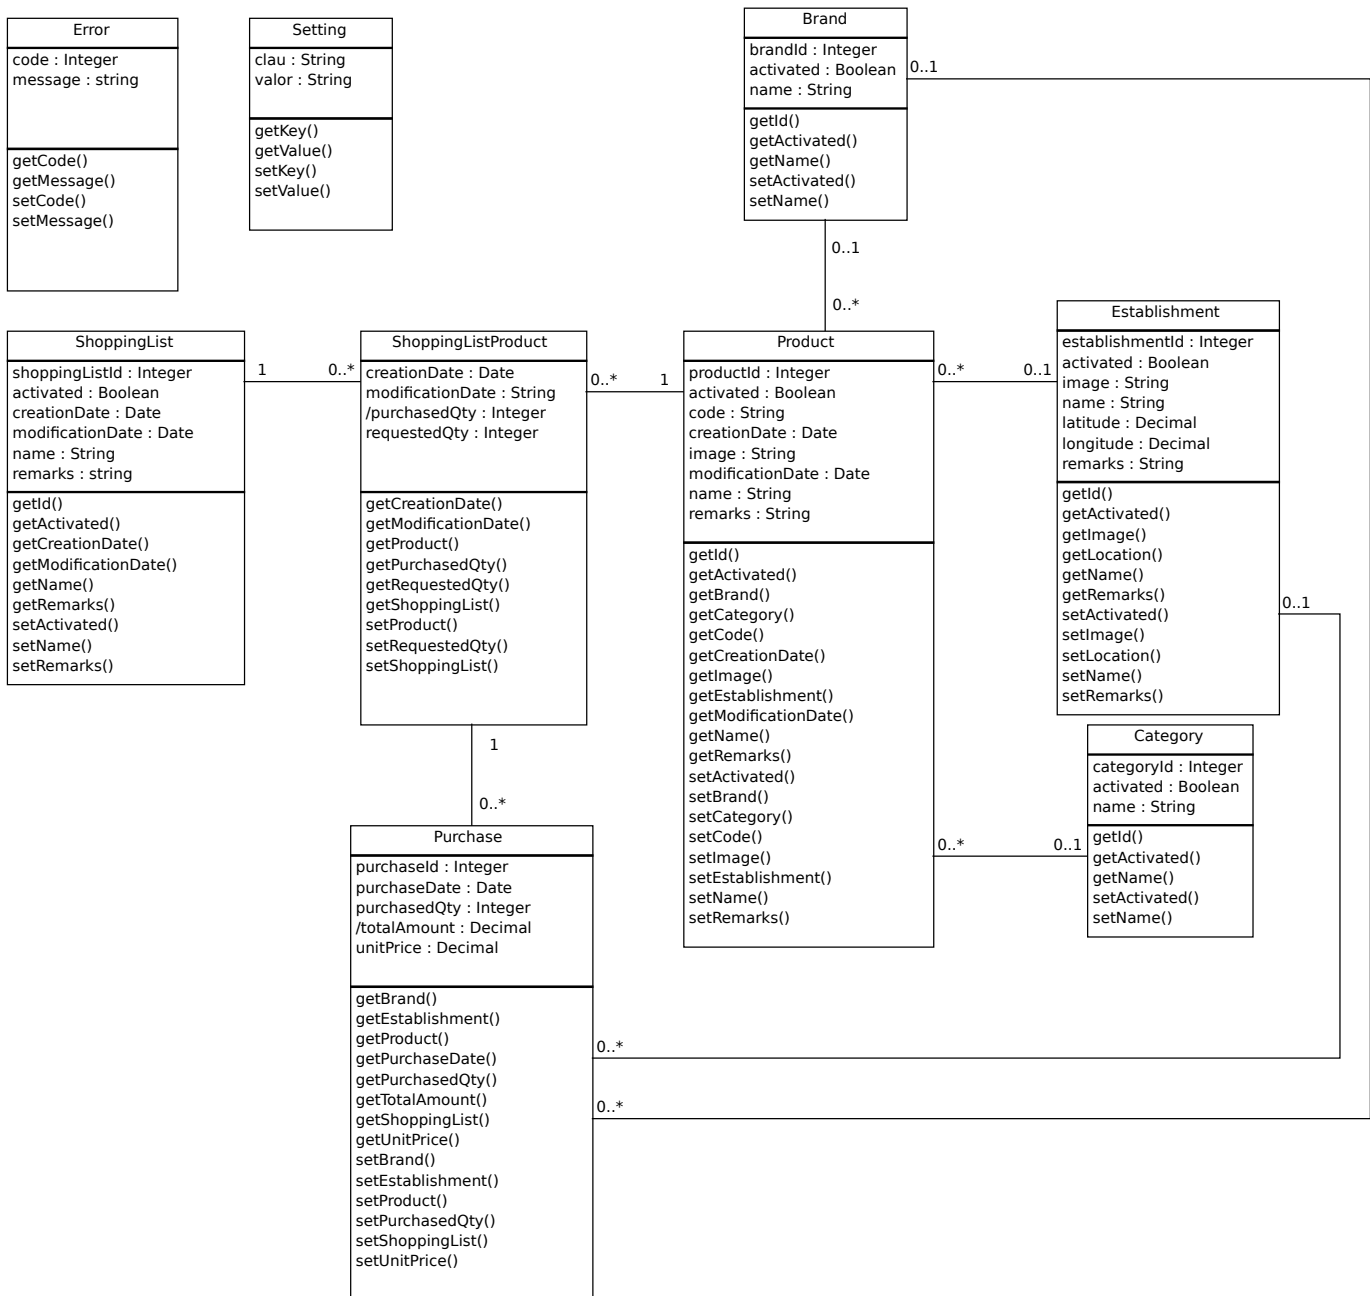 Error
code : Integer
message : string
getCode()
getMessage()
setCode()
setMessage()
Setting
clau : String
valor : String
getKey()
getValue()
setKey()
setValue()
Brand
brandId : Integer
activated : Boolean
name : String
getId()
getActivated()
getName()
setActivated()
setName()
0..1
0..1
0..*
ShoppingList
shoppingListId : Integer
activated : Boolean
creationDate : Date
modificationDate : Date
name : String
remarks : string
getId()
getActivated()
getCreationDate()
getModificationDate()
getName()
getRemarks()
setActivated()
setName()
setRemarks()
1
0..*
ShoppingListProduct
creationDate : Date
modificationDate : String
/purchasedQty : Integer
requestedQty : Integer
getCreationDate()
getModificationDate()
getProduct()
getPurchasedQty()
getRequestedQty()
getShoppingList()
setProduct()
setRequestedQty()
setShoppingList()
0..*
1
Product
productId : Integer
activated : Boolean
code : String
creationDate : Date
image : String
modificationDate : Date
name : String
remarks : String
getId()
getActivated()
getBrand()
getCategory()
getCode()
getCreationDate()
getImage()
getEstablishment()
getModificationDate()
getName()
getRemarks()
setActivated()
setBrand()
setCategory()
setCode()
setImage()
setEstablishment()
setName()
setRemarks()
0..*
0..1
Establishment
establishmentId : Integer
activated : Boolean
image : String
name : String
latitude : Decimal
longitude : Decimal
remarks : String
getId()
getActivated()
getImage()
getLocation()
getName()
getRemarks()
setActivated()
setImage()
setLocation()
setName()
setRemarks()
0..1
Category
categoryId : Integer
activated : Boolean
name : String
getId()
getActivated()
getName()
setActivated()
setName()
0..*
0..1
1
0..*
Purchase
purchaseId : Integer
purchaseDate : Date
purchasedQty : Integer
/totalAmount : Decimal
unitPrice : Decimal
getBrand()
getEstablishment()
getProduct()
getPurchaseDate()
getPurchasedQty()
getTotalAmount()
getShoppingList()
getUnitPrice()
setBrand()
setEstablishment()
setProduct()
setPurchasedQty()
setShoppingList()
setUnitPrice()
0..*
0..*